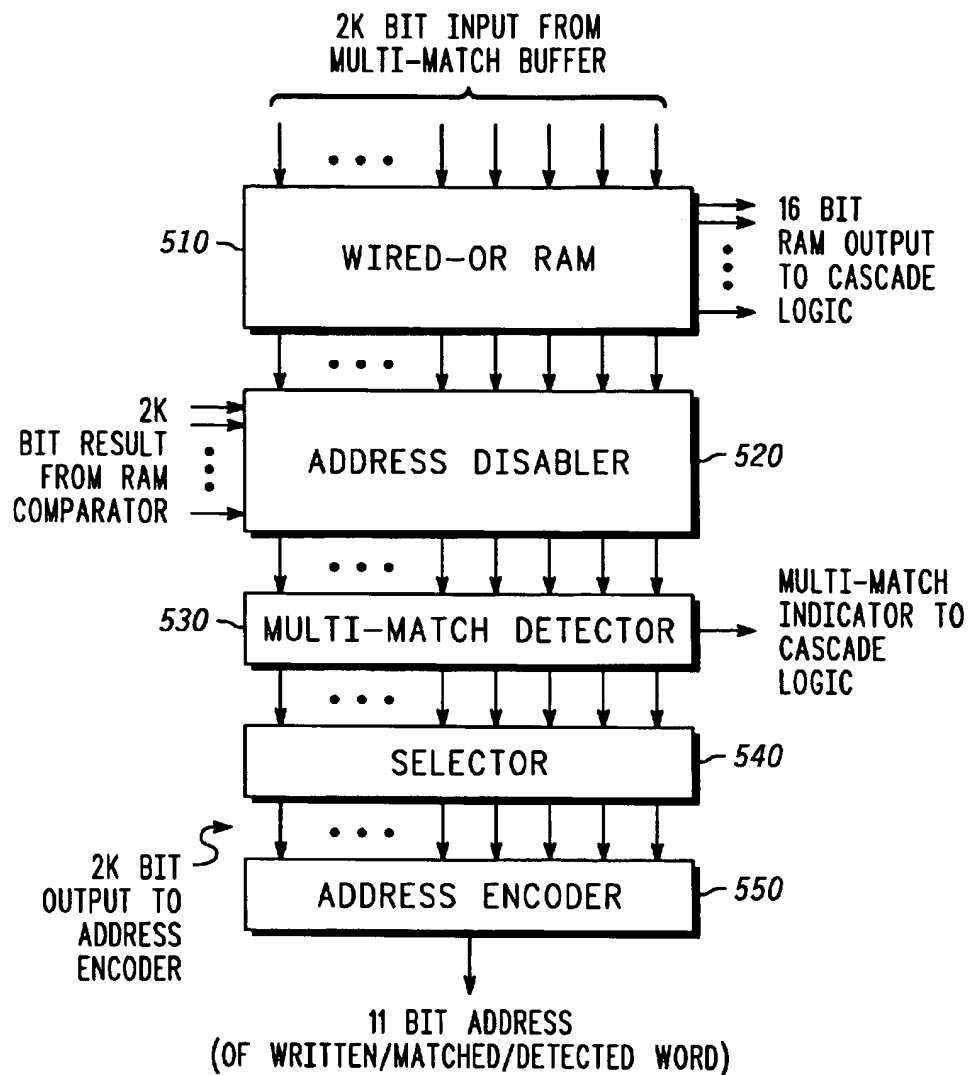 2K BIT INPUT FROM
MULTI-MATCH BUFFER
510
WIRED-OR RAM
16 BIT
RAM OUTPUT
TO CASCADE
LOGIC
2K
BIT RESULT
FROM RAM
COMPARATOR
ADDRESS DISABLER
520
530
MULTI-MATCH DETECTOR
MULTI-MATCH
INDICATOR TO
CASCADE
LOGIC
SELECTOR
540
2K BIT
OUTPUT TO
ADDRESS
ENCODER
ADDRESS ENCODER
550
11 BIT ADDRESS
(OF WRITTEN/MATCHED/DETECTED WORD)